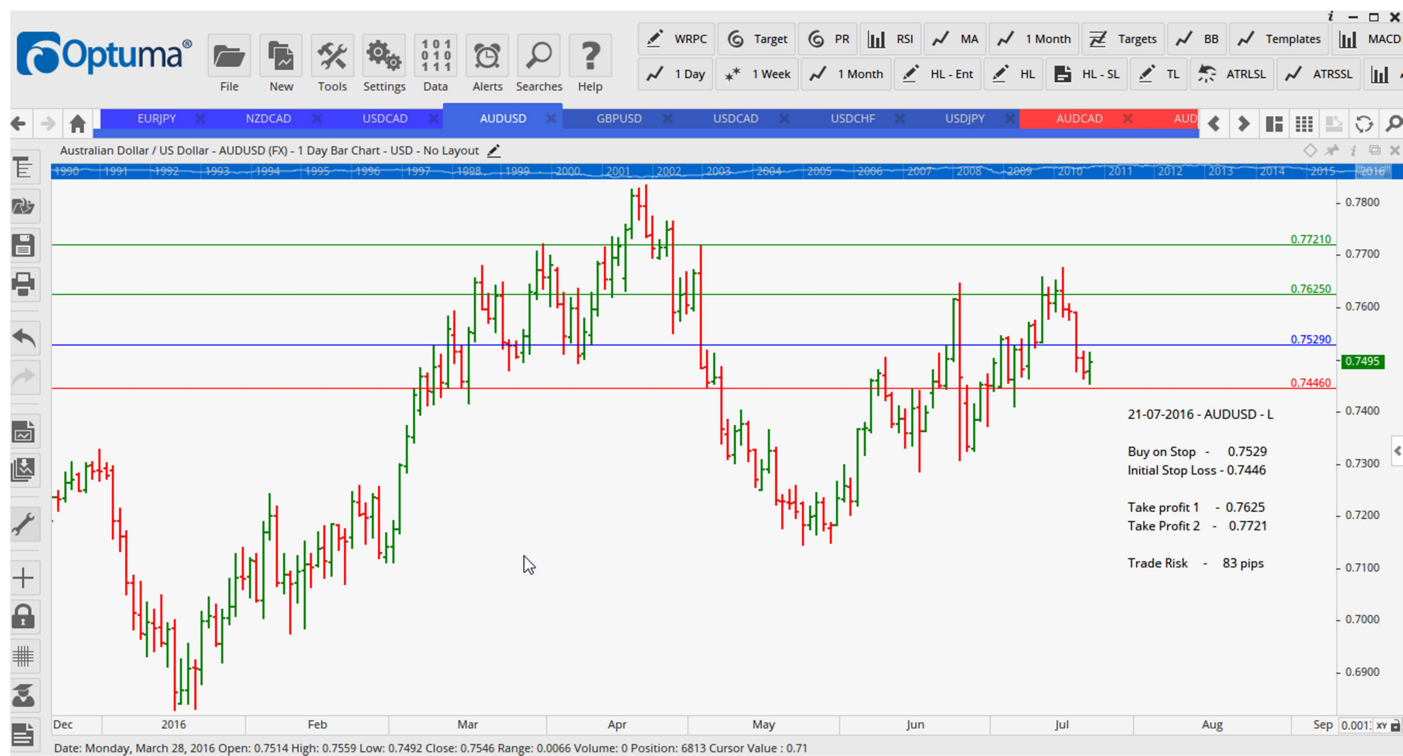 i
Optuma®
File
New
Tools
Settings
101
010
111
Data
Alerts
Searches
?
Help
WRPC
Target
PR
RSI
MA
1 Month
Targets
BB
Templates
MACD
1 Day
1 Week
1 Month
HL - Ent
HL
HL - SL
TL
ATRLSL
ATRSSL
EURJPY
NZDCAD
USDCAD
AUDUSD
GBPUSD
USDCAD
USDCHF
USDJPY
AUDCAD
AUD
Australian Dollar / US Dollar - AUDUSD (FX) - 1 Day Bar Chart - USD - No Layout
1990 1991 1992 1993 1994 1995 1996 1997 1998 1999 2000 2001 2002 2003 2004 2005 2006 2007 2008 2009 2010 2011 2012 2013 2014 2015 2016
0.7800
0.77210
0.7700
0.76250
0.7600
0.75290
0.7495
0.74460
0.7400
0.7300
0.7200
0.7100
0.7000
0.6900
21-07-2016 - AUDUSD - L
Buy on Stop - 0.7529
Initial Stop Loss - 0.7446
Take profit 1 - 0.7625
Take Profit 2 - 0.7721
Trade Risk - 83 pips
Dec 2016 Feb Mar Apr May Jun Jul Aug Sep
XY
Date: Monday, March 28, 2016 Open: 0.7514 High: 0.7559 Low: 0.7492 Close: 0.7546 Range: 0.0066 Volume: 0 Position: 6813 Cursor Value : 0.71